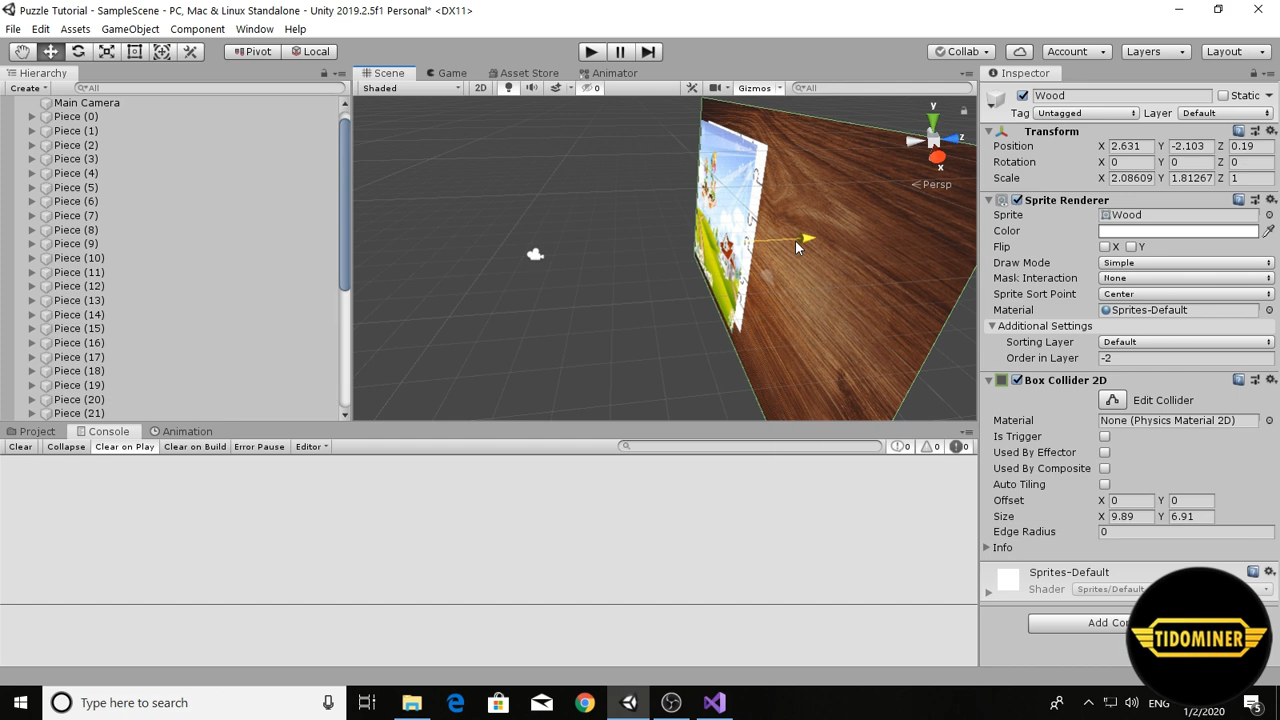 Puzzle Tutorial - SampleScene - PC, Mac & Linux Standalone - Unity 2019.2.5f1 Personal* <DX11>
File Edit Assets GameObject Component Window Help
Pivot Local Collab Account Layers Layout
Hierarchy Scene Game Asset Store Animator Inspector
Create All Shaded 2D 0 Gizmos All
Main Camera
Piece (0)
Piece (1)
Piece (2)
Piece (3)
Piece (4)
Piece (5)
Piece (6)
Piece (7)
Piece (8)
Piece (9)
Piece (10)
Piece (11)
Piece (12)
Piece (13)
Piece (14)
Piece (15)
Piece (16)
Piece (17)
Piece (18)
Piece (19)
Piece (20)
Piece (21)
y
z
x
Persp
Wood Static
Tag Untagged Layer Default
Transform
Position X 2.631 Y -2.103 Z 0.19
Rotation X 0 Y 0 Z 0
Scale X 2.08609 Y 1.81267 Z 1
Sprite Renderer
Sprite Wood
Color
Flip X Y
Draw Mode Simple
Mask Interaction None
Sprite Sort Point Center
Material Sprites-Default
Additional Settings
Sorting Layer Default
Order in Layer -2
Box Collider 2D
Edit Collider
Material None (Physics Material 2D)
Is Trigger
Used By Effector
Used By Composite
Auto Tiling
Offset X 0 Y 0
Size X 9.89 Y 6.91
Edge Radius 0
Info
Sprites-Default
Shader Sprites/Default
Add Co
Project Console Animation
Clear Collapse Clear on Play Clear on Build Error Pause Editor 0 0 0
TIDOMINER
Type here to search ENG
1/2/2020
5